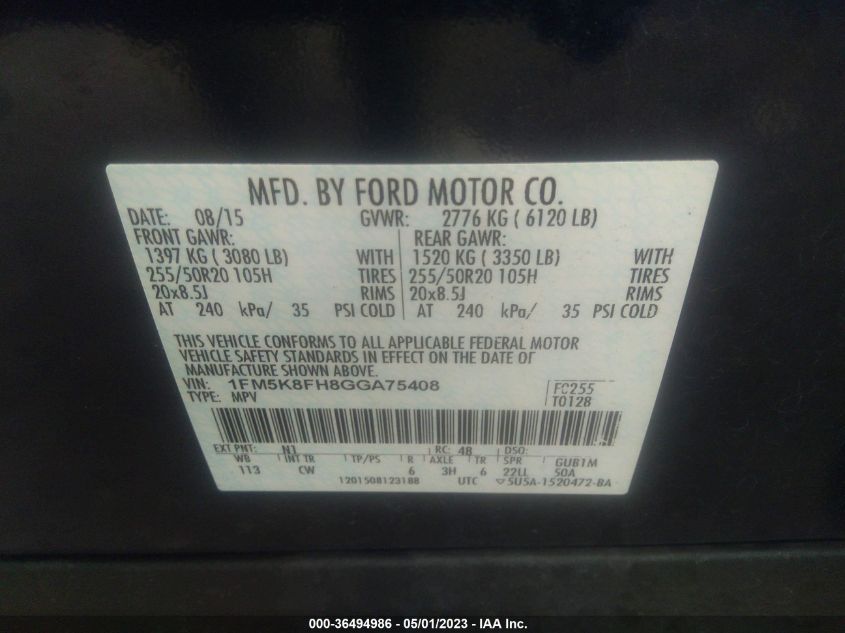 MFD. BY FORD MOTOR CO.
DATE: 08/15 GVWR: 2776 KG ( 6120 LB)
FRONT GAWR: REAR GAWR:
1397 KG ( 3080 LB) WITH 1520 KG ( 3350 LB) WITH
255/50R20 105H TIRES 255/50R20 105H TIRES
20x8.5J RIMS 20x8.5J RIMS
AT 240 kPa/ 35 PSI COLD AT 240 kPa/ 35 PSI COLD
THIS VEHICLE CONFORMS TO ALL APPLICABLE FEDERAL MOTOR
VEHICLE SAFETY STANDARDS IN EFFECT ON THE DATE OF
MANUFACTURE SHOWN ABOVE.
VIN: 1FM5K8FH8GGA75408 FC255
TYPE: MPV T0128
EXT PNT: N1 RC: 48 DSO:
WB INT TR TP/PS R AXLE TR SPR GUB1M
113 CW 6 3H 6 22LL 50A
1201508123188 UTC ▽5U5A-1520472-BA
000-36494986 - 05/01/2023 - IAA Inc.